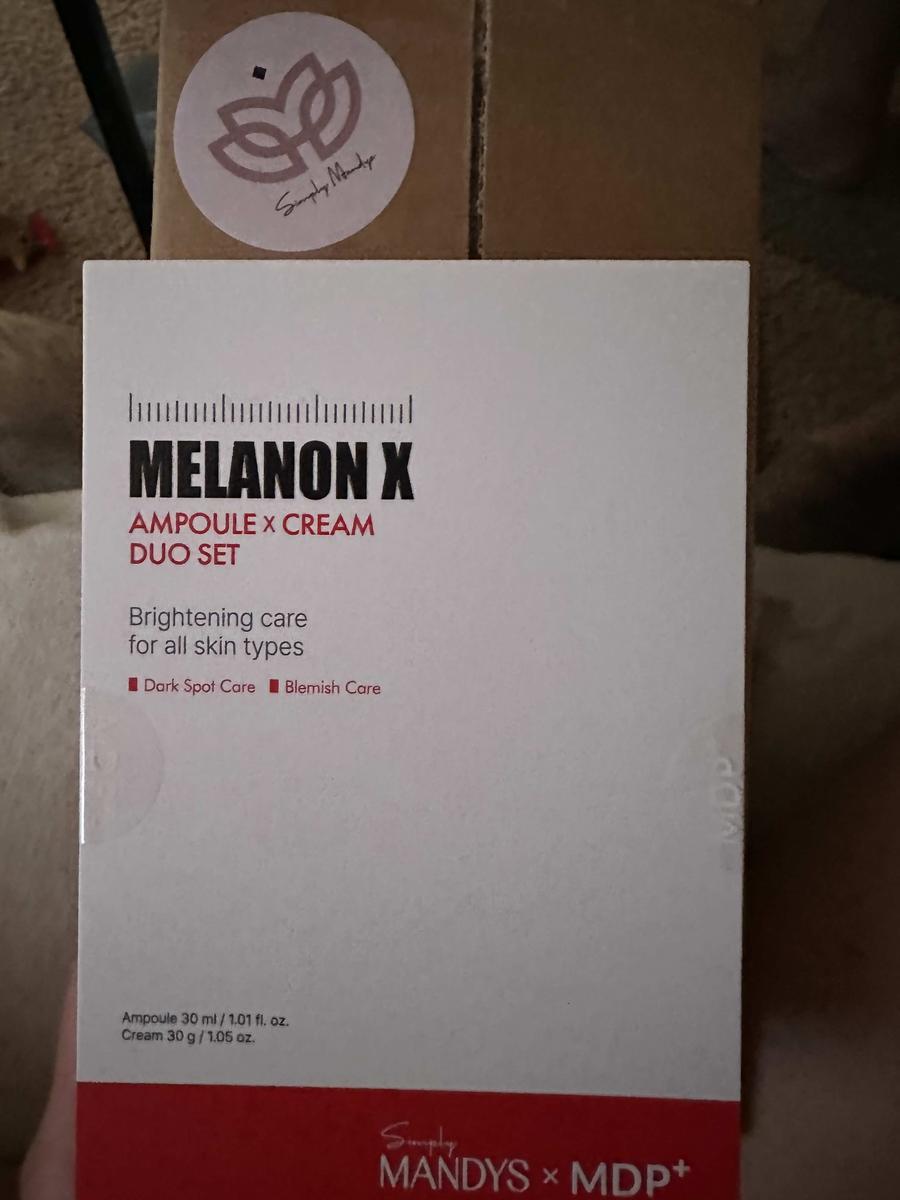 Simply Mandys
MELANON X
AMPOULE X CREAM
DUO SET
Brightening care
for all skin types
Dark Spot Care Blemish Care
MDP
Ampoule 30 ml / 1.01 fl. oz.
Cream 30 g / 1.05 oz.
Simply
MANDYS × MDP+